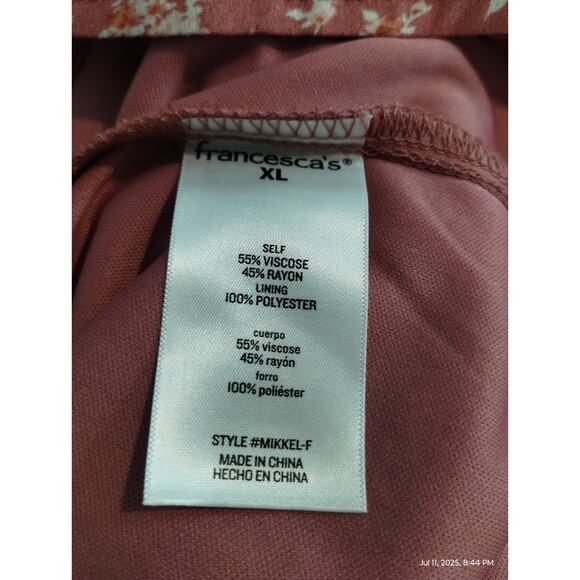 francesca's®
XL
SELF
55% VISCOSE
45% RAYON
LINING
100% POLYESTER
cuerpo
55% viscose
45% rayón
forro
100% poliéster
STYLE #MIKKEL-F
MADE IN CHINA
HECHO EN CHINA
Jul 11, 2025, 8:44 PM